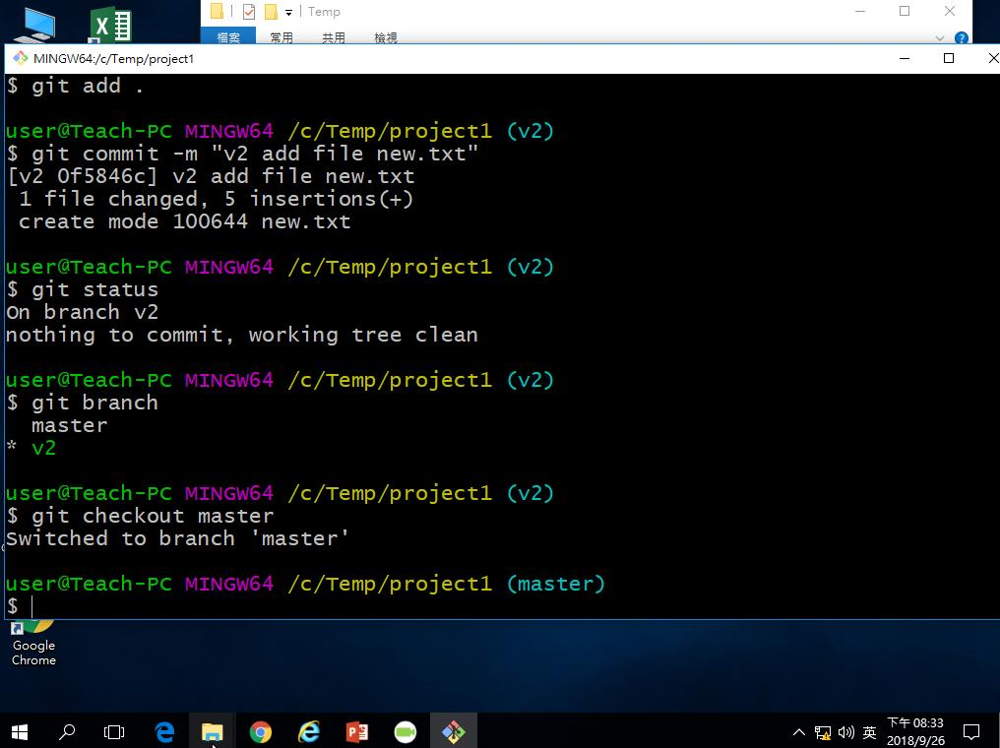 Temp
檔案 常用 共用 檢視
MINGW64:/c/Temp/project1
$ git add .
user@Teach-PC MINGW64 /c/Temp/project1 (v2)
$ git commit -m "v2 add file new.txt"
[v2 0f5846c] v2 add file new.txt
 1 file changed, 5 insertions(+)
 create mode 100644 new.txt
user@Teach-PC MINGW64 /c/Temp/project1 (v2)
$ git status
On branch v2
nothing to commit, working tree clean
user@Teach-PC MINGW64 /c/Temp/project1 (v2)
$ git branch
  master
* v2
user@Teach-PC MINGW64 /c/Temp/project1 (v2)
$ git checkout master
Switched to branch 'master'
user@Teach-PC MINGW64 /c/Temp/project1 (master)
$
Google
Chrome
英
下午 08:33
2018/9/26